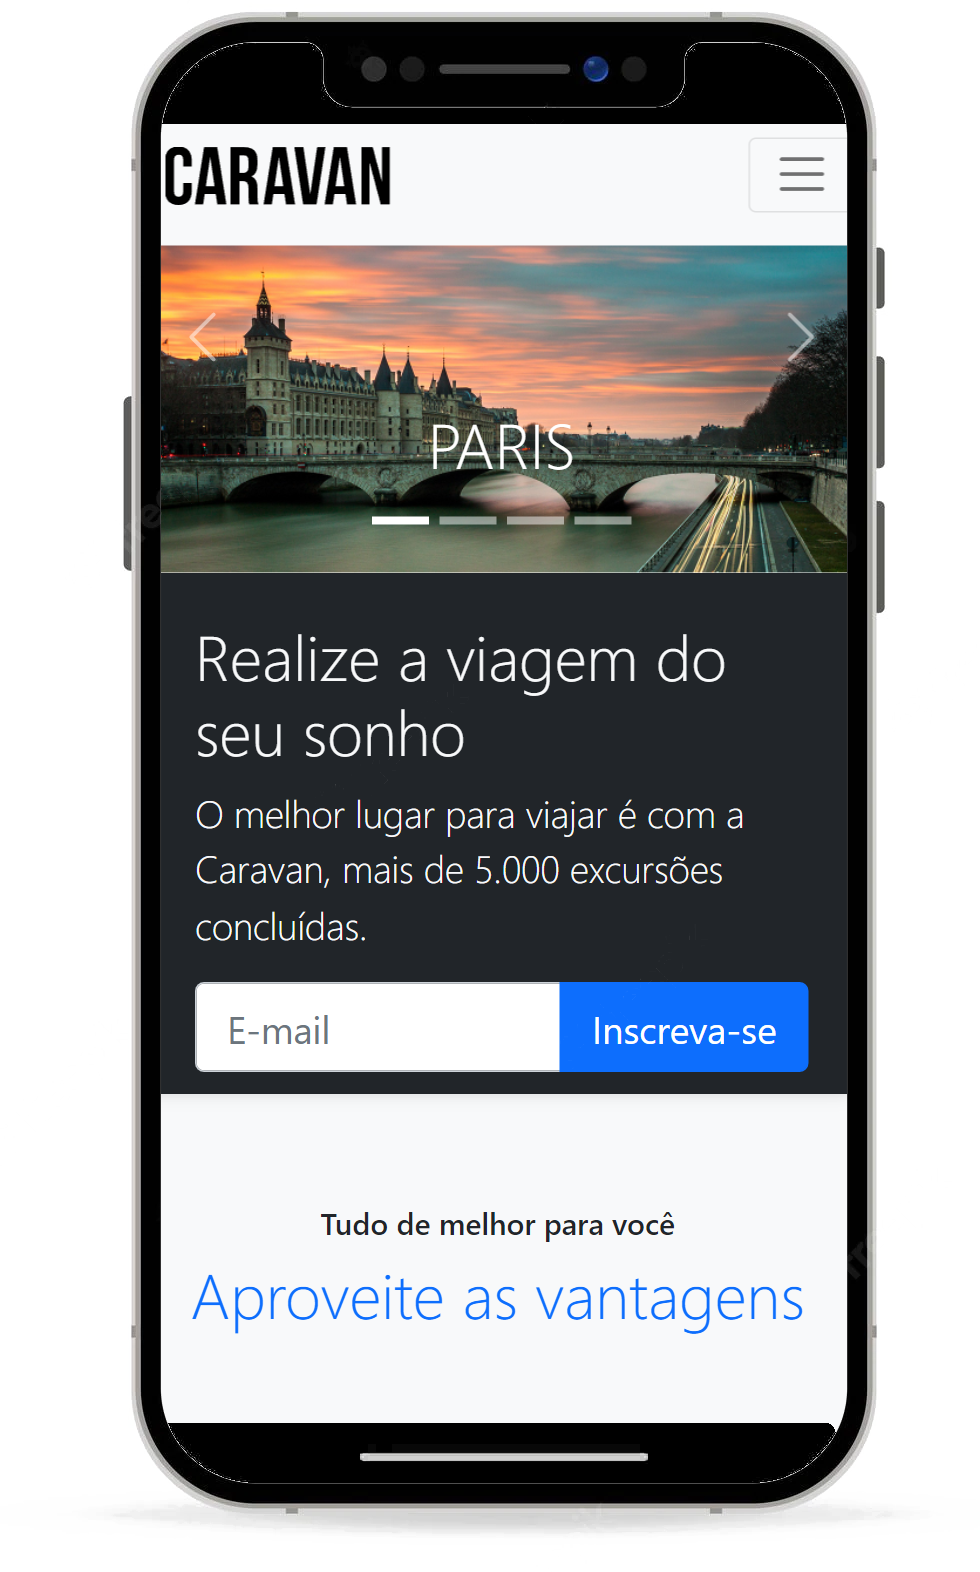 CARAVAN
PARIS
Realize a viagem do
seu sonho
O melhor lugar para viajar é com a
Caravan, mais de 5.000 excursões
concluídas.
E-mail
Inscreva-se
Tudo de melhor para você
Aproveite as vantagens